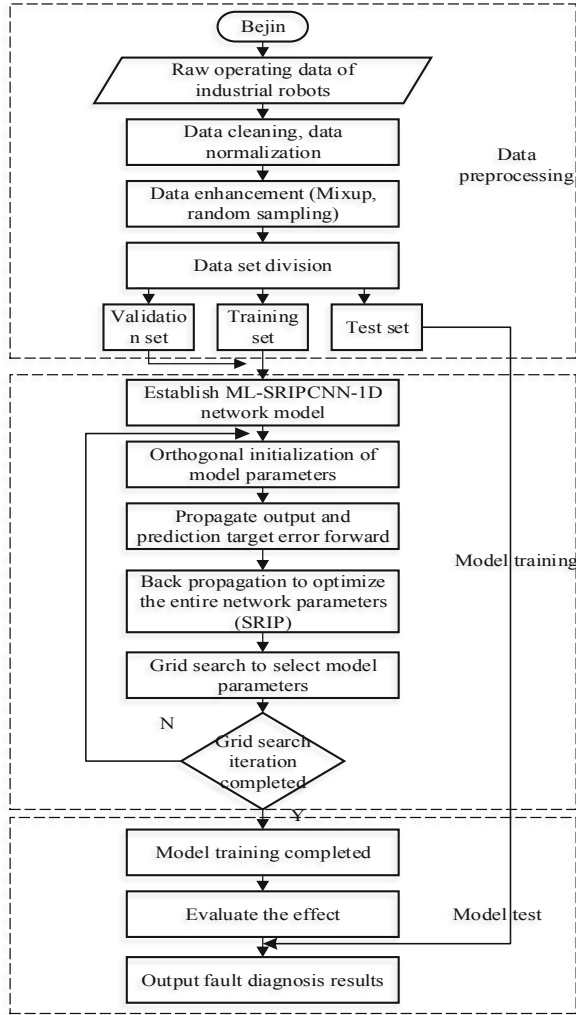 Bejin
Raw operating data of
industrial robots
Data cleaning, data
normalization
Data
preprocessing
Data enhancement (Mixup,
random sampling)
Data set division
Validatio
n set
Training
set
Test set
Establish ML-SRIPCNN-1D
network model
Orthogonal initialization of
model parameters
Propagate output and
prediction target error forward
Model training
Back propagation to optimize
the entire network parameters
(SRIP)
Grid search to select model
parameters
N
Grid search
iteration
completed
Y
Model training completed
Evaluate the effect
Model test
Output fault diagnosis results